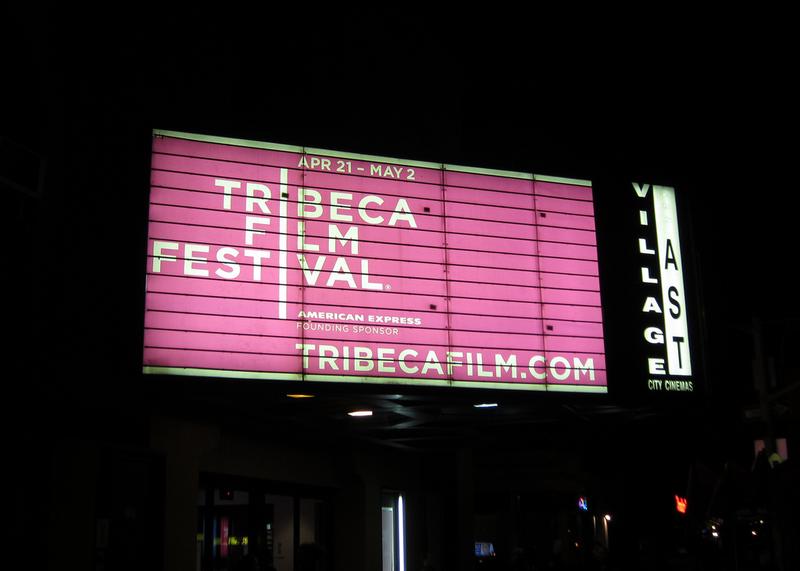 APR 21 – MAY 2
TRIBECA
FILM
FESTIVAL®
AMERICAN EXPRESS
FOUNDING SPONSOR
TRIBECAFILM.COM
VILLAGE
EAST
CITY CINEMAS